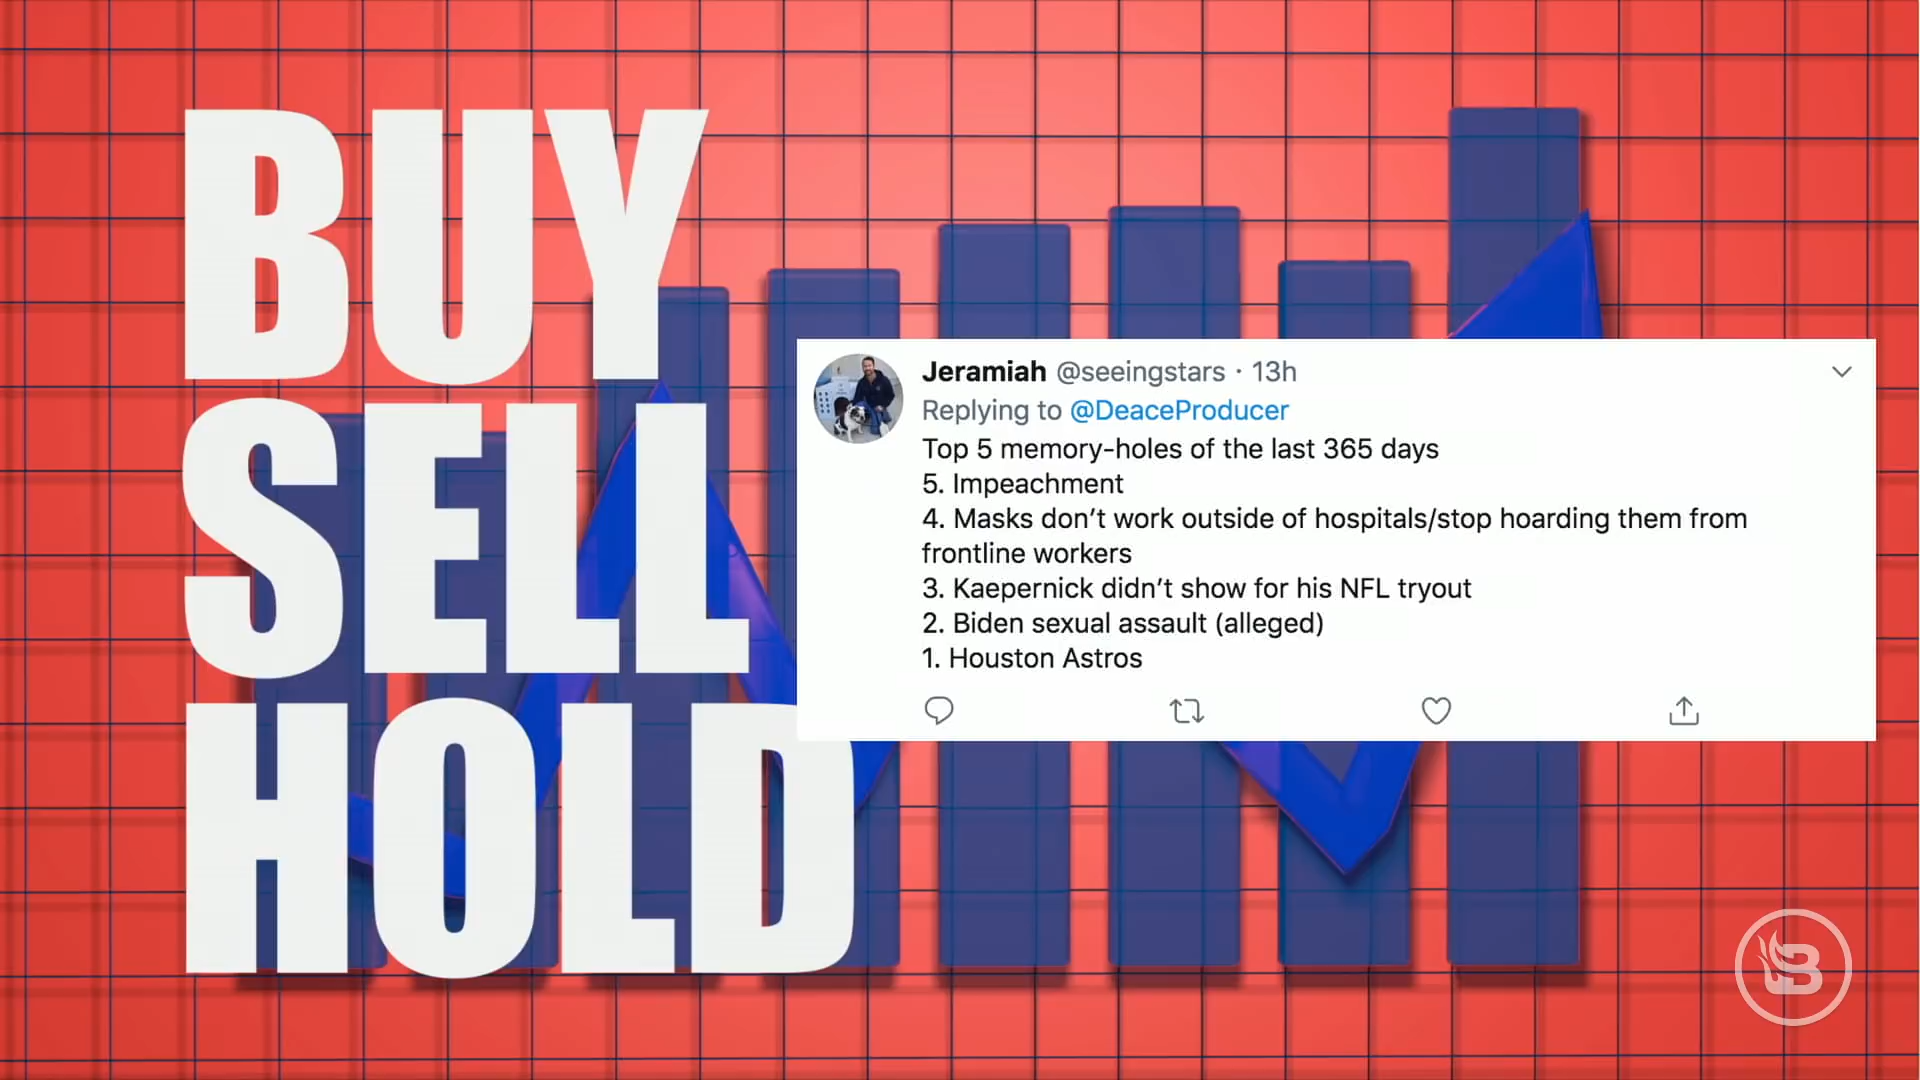 BUY
SELL
HOLD
Jeramiah @seeingstars · 13h
Replying to @DeaceProducer
Top 5 memory-holes of the last 365 days
5. Impeachment
4. Masks don’t work outside of hospitals/stop hoarding them from
frontline workers
3. Kaepernick didn’t show for his NFL tryout
2. Biden sexual assault (alleged)
1. Houston Astros
B